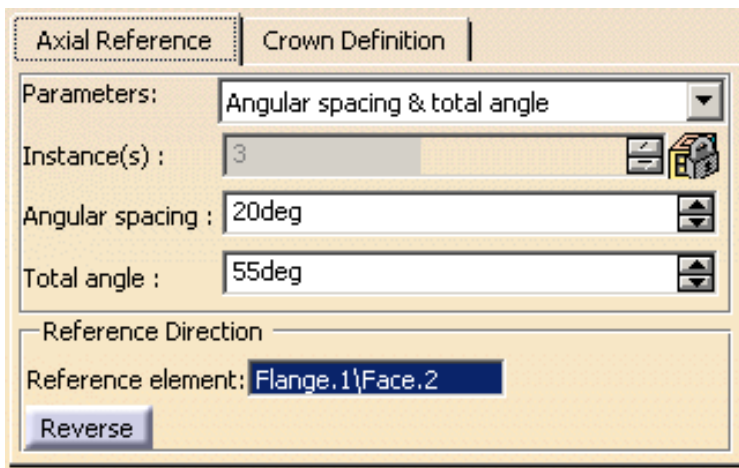 Axial Reference Crown Definition
Parameters: Angular spacing & total angle
Instance(s) : 3
Angular spacing : 20deg
Total angle : 55deg
Reference Direction
Reference element: Flange.1\Face.2
Reverse